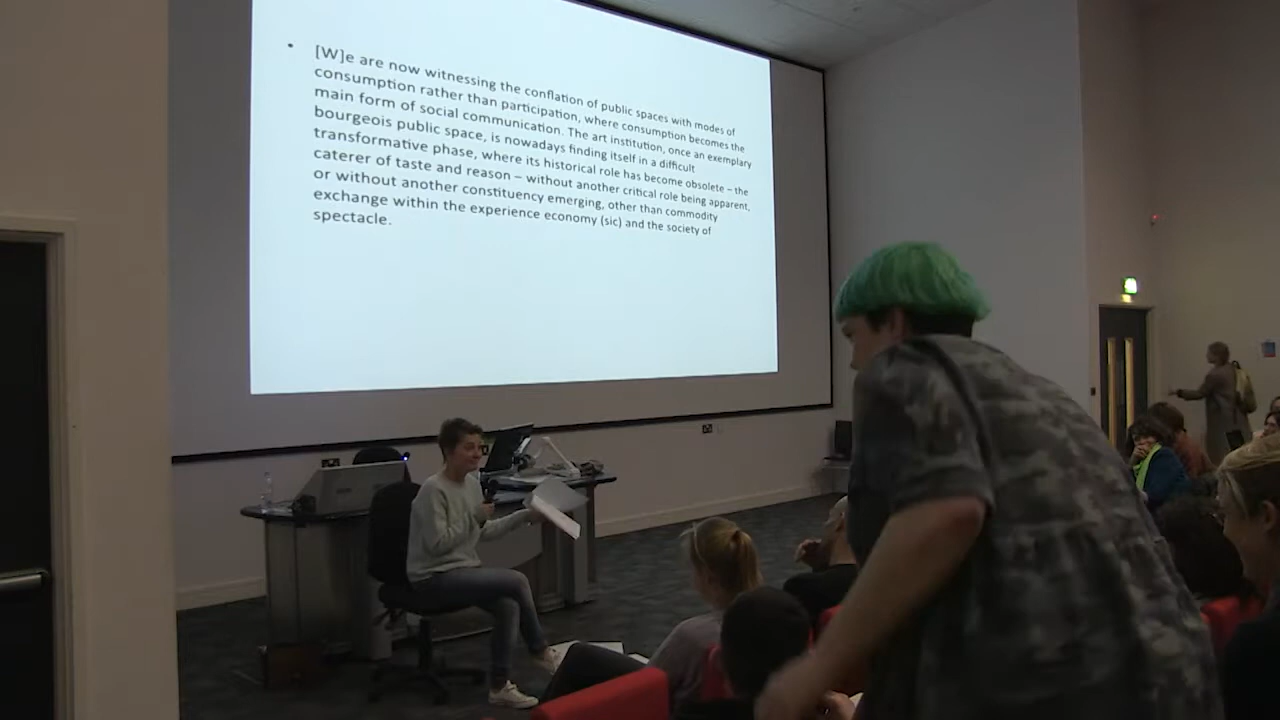 • [W]e are now witnessing the conflation of public spaces with modes of
consumption rather than participation, where consumption becomes the
main form of social communication. The art institution, once an exemplary
bourgeois public space, is nowadays finding itself in a difficult
transformative phase, where its historical role has become obsolete – the
caterer of taste and reason – without another critical role being apparent,
or without another constituency emerging, other than commodity
exchange within the experience economy (sic) and the society of
spectacle.